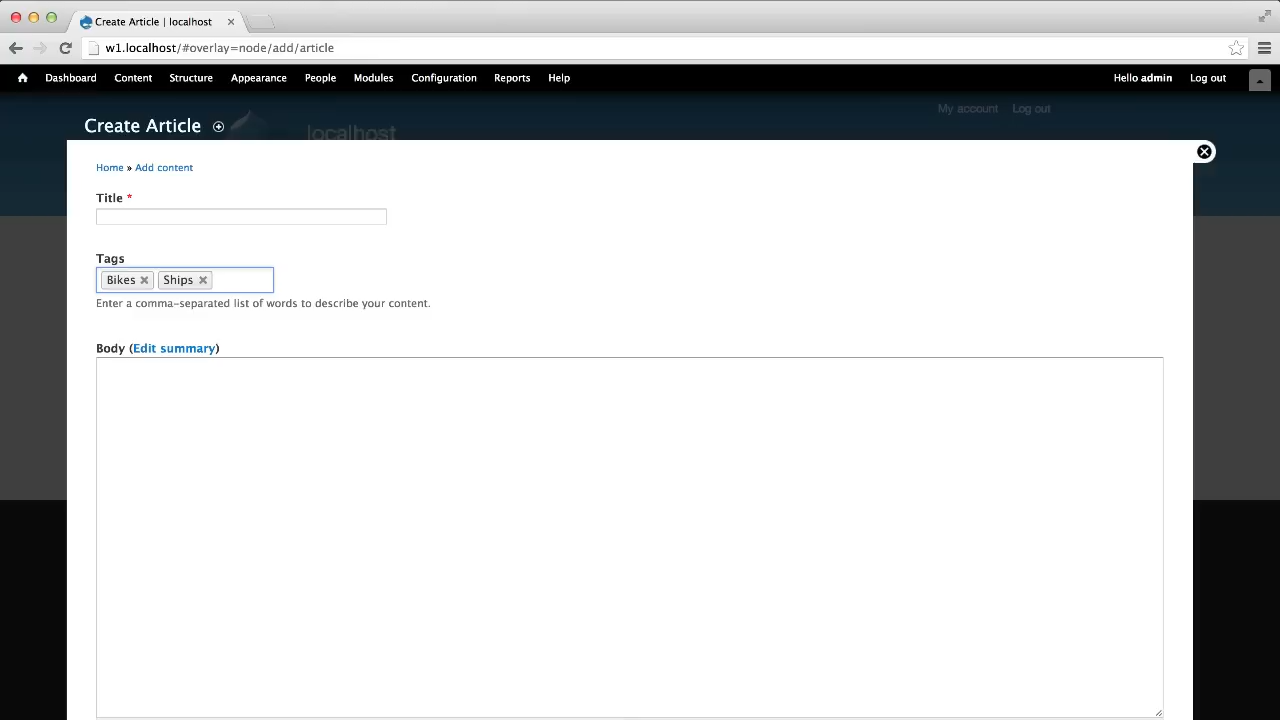 Create Article | localhost
w1.localhost/#overlay=node/add/article
Dashboard Content Structure Appearance People Modules Configuration Reports Help Hello admin Log out
My account Log out
Create Article
localhost
Home » Add content
Title *
Tags
Bikes Ships
Enter a comma-separated list of words to describe your content.
Body (Edit summary)